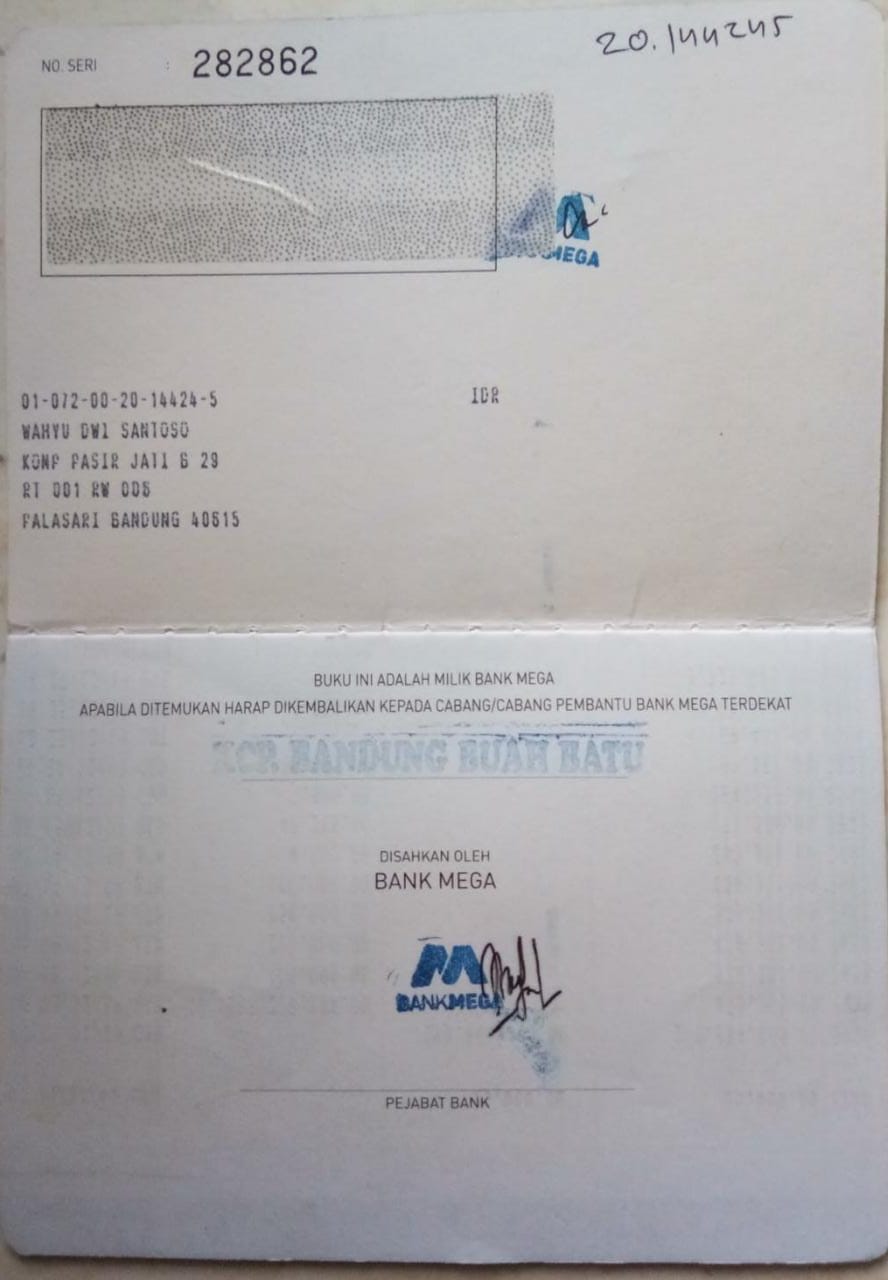 NO. SERI : 282862
20.144245
MEGA
01-072-00-20-14424-5 IDR
WAHYU DWI SANTOSO
KOMP PASIR JATI B 29
RT 001 RW 005
PALASARI BANDUNG 40615
BUKU INI ADALAH MILIK BANK MEGA
APABILA DITEMUKAN HARAP DIKEMBALIKAN KEPADA CABANG/CABANG PEMBANTU BANK MEGA TERDEKAT
KCP. BANDUNG BUAH BATU
DISAHKAN OLEH
BANK MEGA
BANKMEGA
PEJABAT BANK